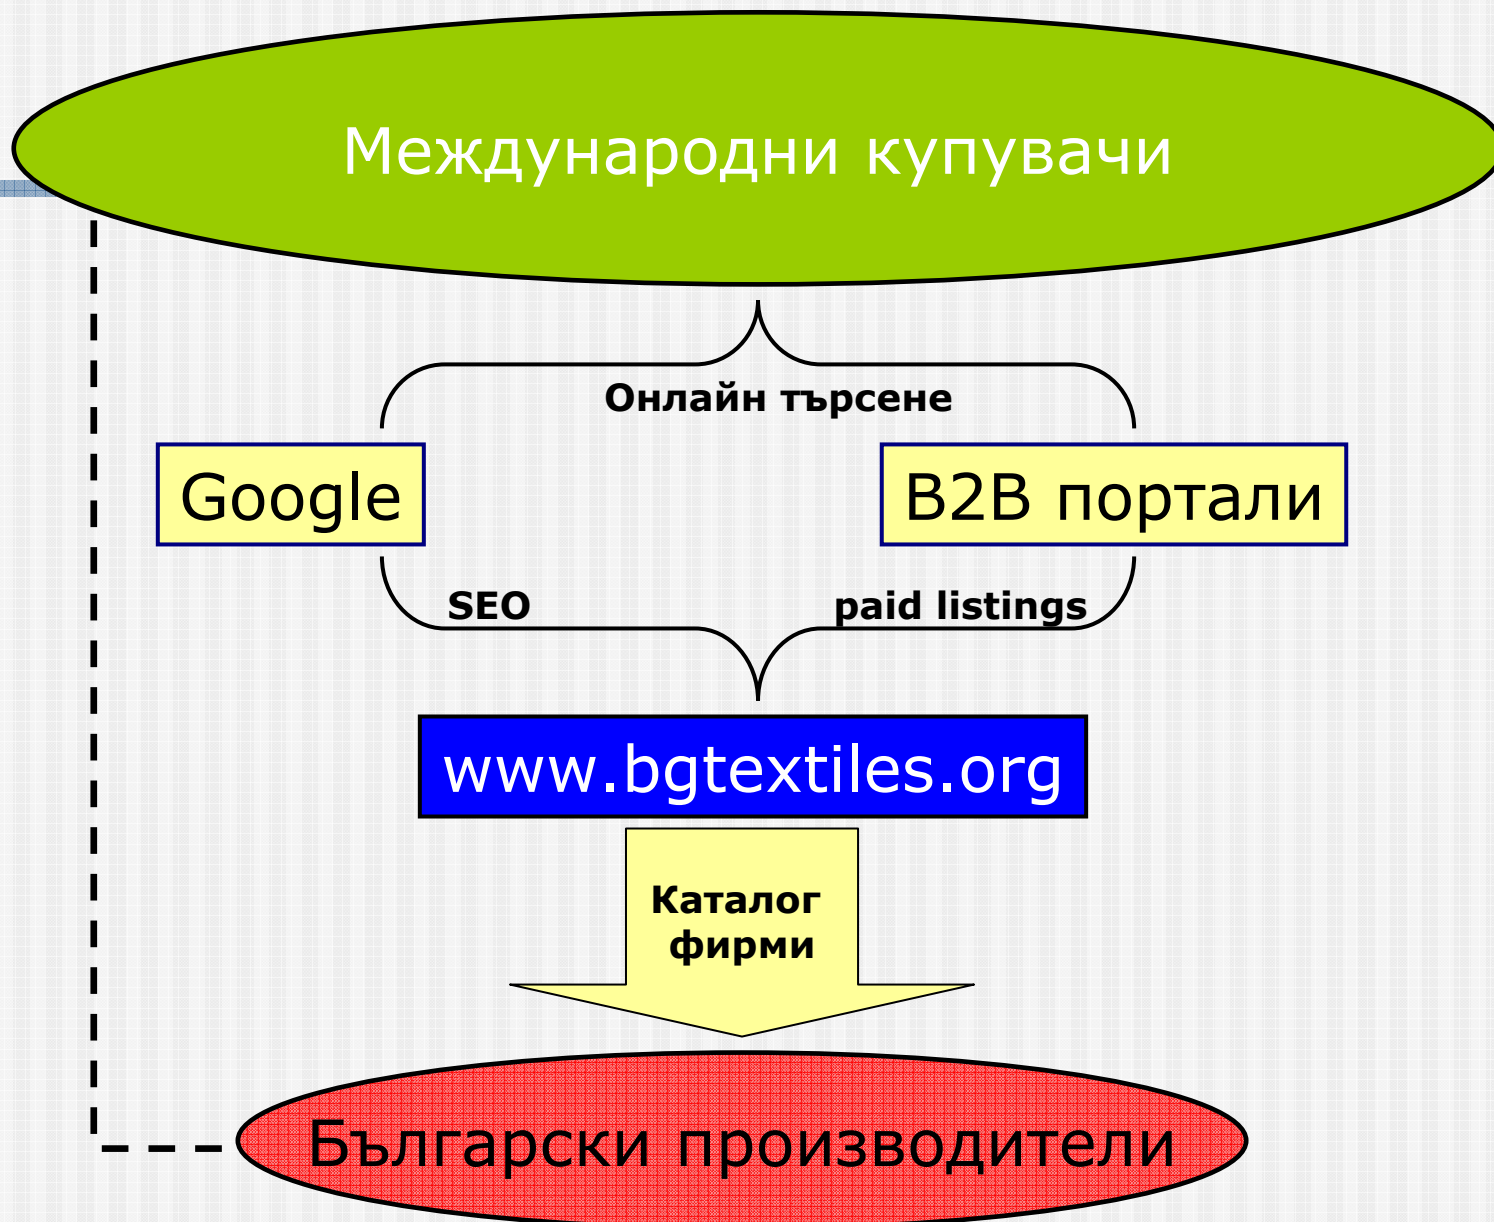 Международни купувачи
Онлайн търсене
Google
B2B портали
SEO
paid listings
www.bgtextiles.org
Каталог
фирми
Български производители